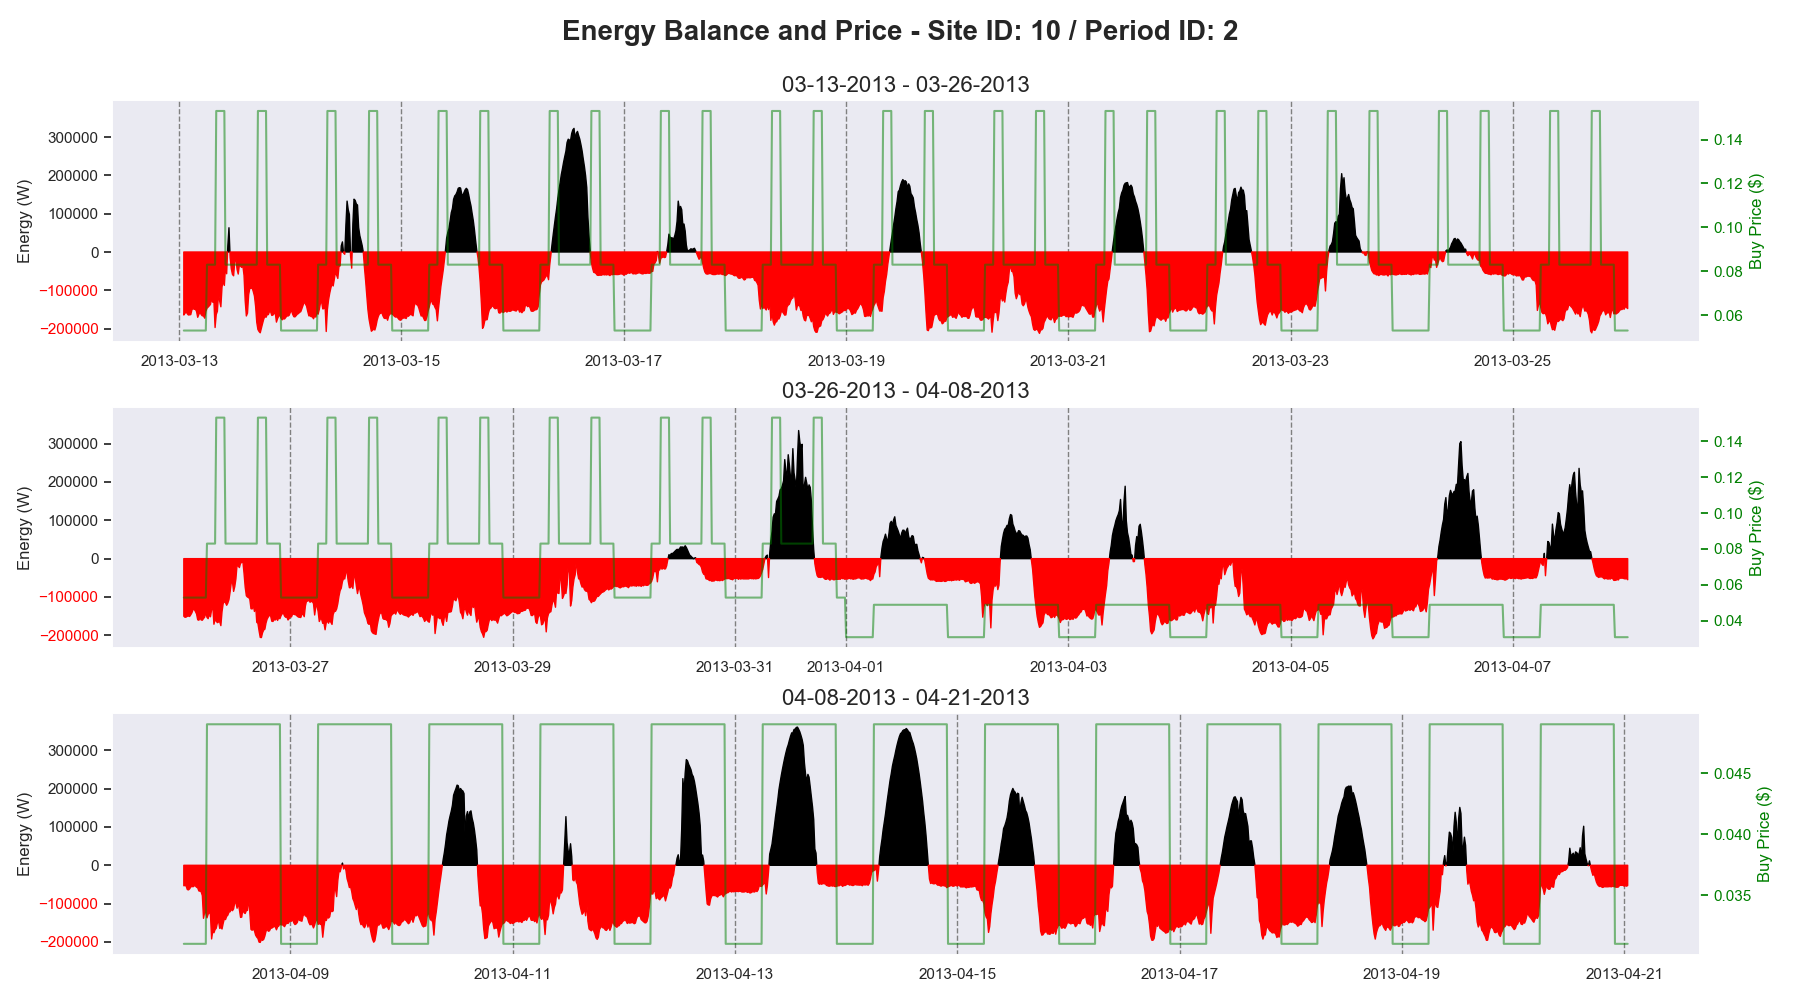 Energy Balance and Price - Site ID: 10 / Period ID: 2
03-13-2013 - 03-26-2013
Energy (W)
300000
200000
100000
0
−100000
−200000
0.14
0.12
0.10
0.08
0.06
Buy Price ($)
2013-03-13 2013-03-15 2013-03-17 2013-03-19 2013-03-21 2013-03-23 2013-03-25
03-26-2013 - 04-08-2013
Energy (W)
300000
200000
100000
0
−100000
−200000
0.14
0.12
0.10
0.08
0.06
0.04
Buy Price ($)
2013-03-27 2013-03-29 2013-03-31 2013-04-01 2013-04-03 2013-04-05 2013-04-07
04-08-2013 - 04-21-2013
Energy (W)
300000
200000
100000
0
−100000
−200000
0.045
0.040
0.035
Buy Price ($)
2013-04-09 2013-04-11 2013-04-13 2013-04-15 2013-04-17 2013-04-19 2013-04-21